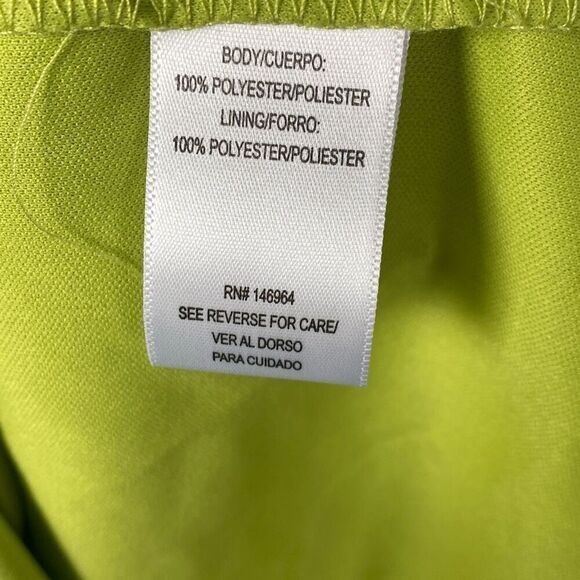 BODY/CUERPO:
100% POLYESTER/POLIESTER
LINING/FORRO:
100% POLYESTER/POLIESTER
RN# 146964
SEE REVERSE FOR CARE/
VER AL DORSO
PARA CUIDADO